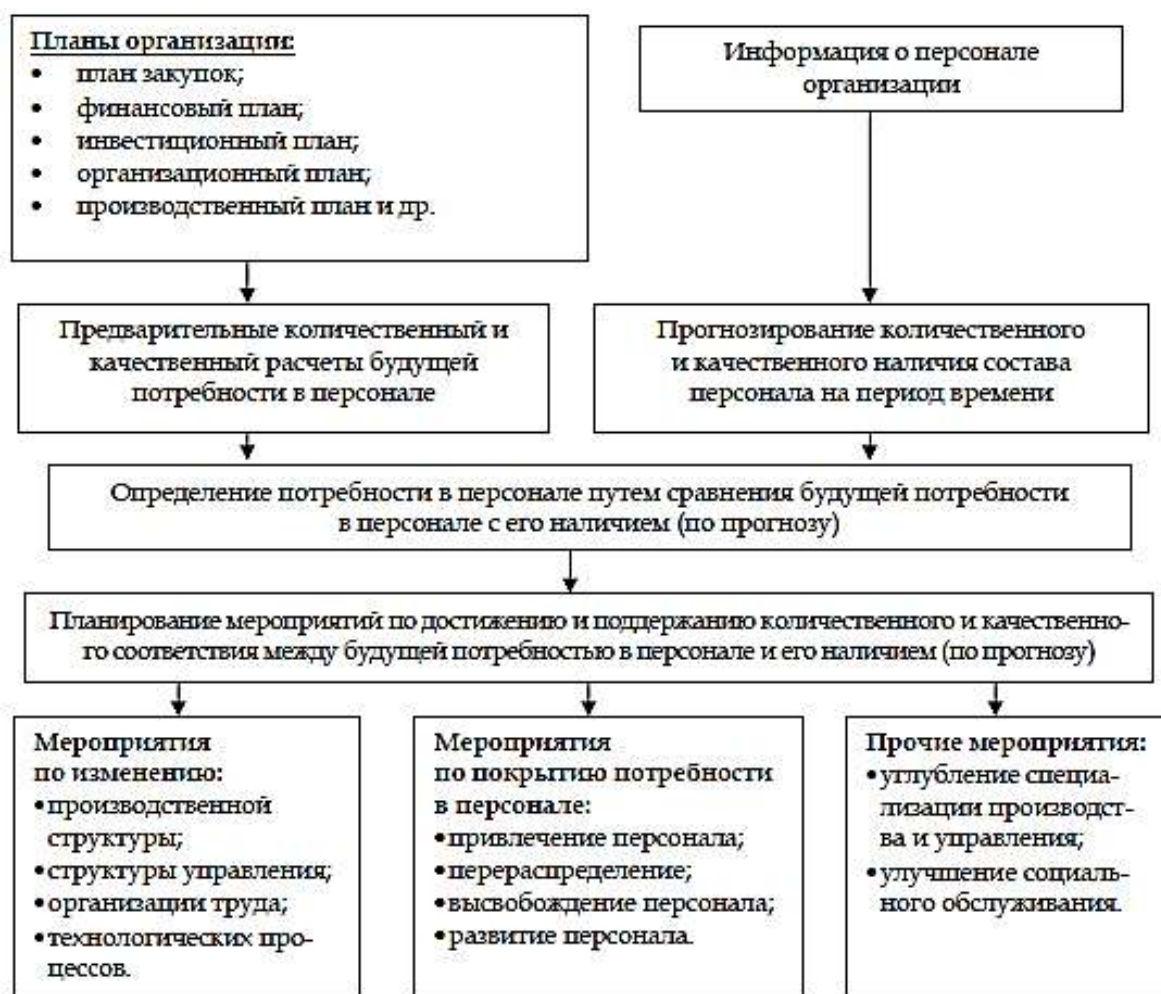 Планы организации:
• план закупок;
• финансовый план;
• инвестиционный план;
• организационный план;
• производственный план и др.
Информация о персонале
организации
Предварительные количественный и
качественный расчеты будущей
потребности в персонале
Прогнозирование количественного
и качественного наличия состава
персонала на период времени
Определение потребности в персонале путем сравнения будущей потребности
в персонале с его наличием (по прогнозу)
Планирование мероприятий по достижению и поддержанию количественного и качественно-
го соответствия между будущей потребностью в персонале и его наличием (по прогнозу)
Мероприятия
по изменению:
• производственной
структуры;
• структуры управления;
• организации труда;
• технологических про-
цессов.
Мероприятия
по покрытию потребности
в персонале:
• привлечение персонала;
• перераспределение;
• высвобождение персонала;
• развитие персонала.
Прочие мероприятия:
• углубление специа-
лизации производст-
ва и управления;
• улучшение социаль-
ного обслуживания.